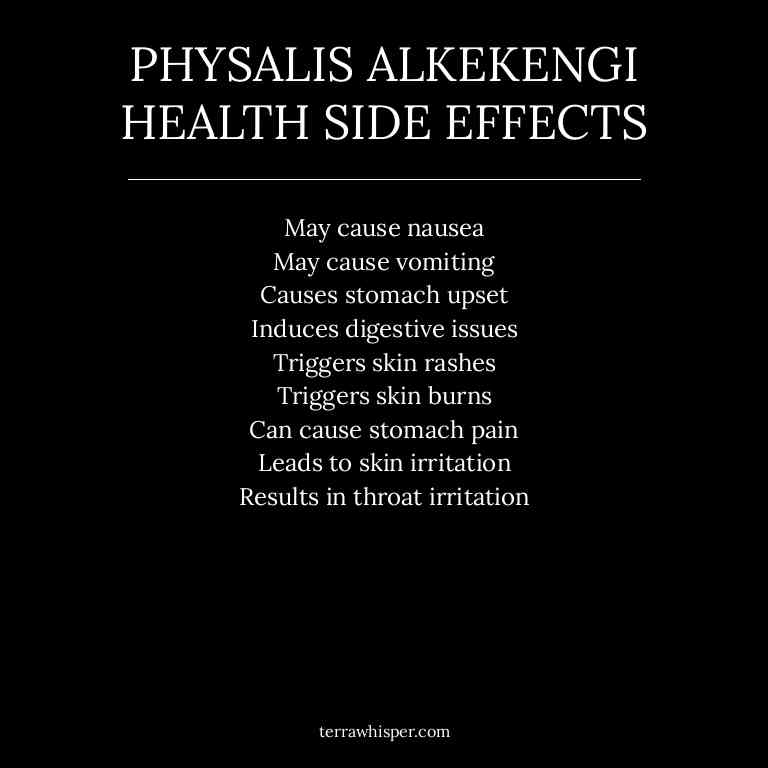 PHYSALIS ALKEKENGI
HEALTH SIDE EFFECTS
May cause nausea
May cause vomiting
Causes stomach upset
Induces digestive issues
Triggers skin rashes
Triggers skin burns
Can cause stomach pain
Leads to skin irritation
Results in throat irritation
terrawhisper.com